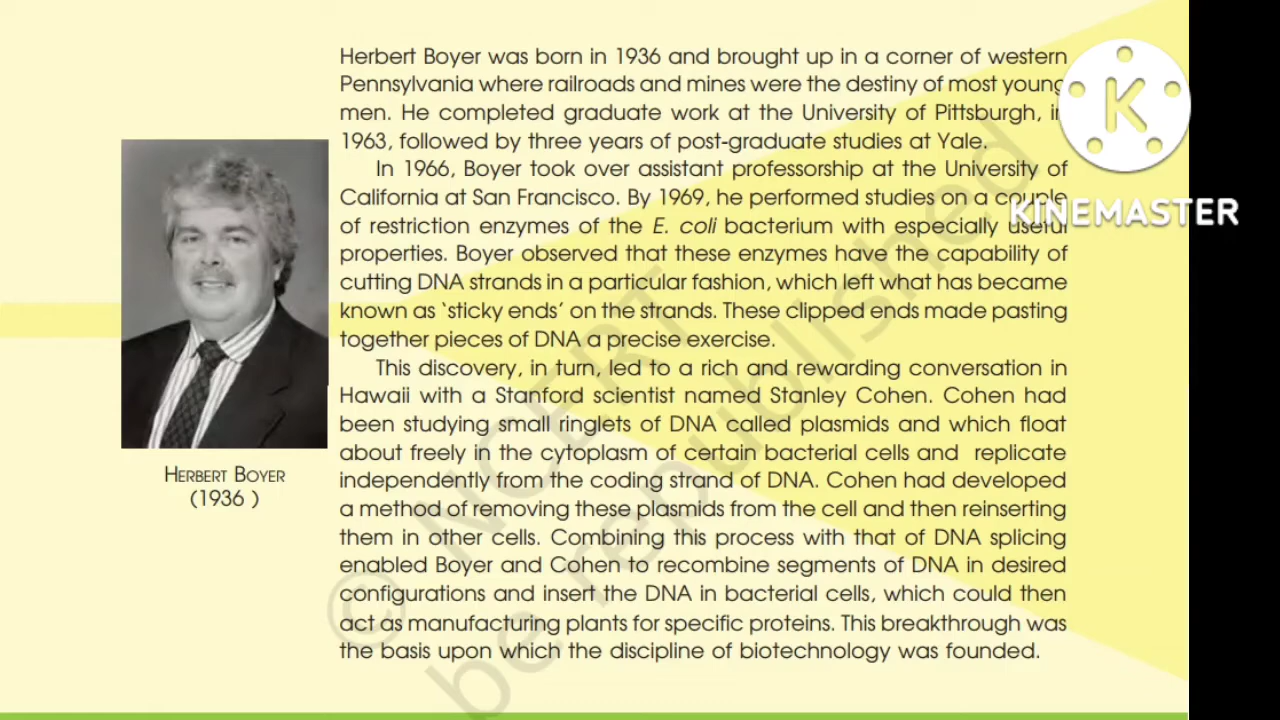 Herbert Boyer was born in 1936 and brought up in a corner of western
Pennsylvania where railroads and mines were the destiny of most young
men. He completed graduate work at the University of Pittsburgh, in
1963, followed by three years of post-graduate studies at Yale.
In 1966, Boyer took over assistant professorship at the University of
California at San Francisco. By 1969, he performed studies on a couple
of restriction enzymes of the E. coli bacterium with especially useful
properties. Boyer observed that these enzymes have the capability of
cutting DNA strands in a particular fashion, which left what has became
known as ‘sticky ends’ on the strands. These clipped ends made pasting
together pieces of DNA a precise exercise.
This discovery, in turn, led to a rich and rewarding conversation in
Hawaii with a Stanford scientist named Stanley Cohen. Cohen had
been studying small ringlets of DNA called plasmids and which float
about freely in the cytoplasm of certain bacterial cells and replicate
independently from the coding strand of DNA. Cohen had developed
a method of removing these plasmids from the cell and then reinserting
them in other cells. Combining this process with that of DNA splicing
enabled Boyer and Cohen to recombine segments of DNA in desired
configurations and insert the DNA in bacterial cells, which could then
act as manufacturing plants for specific proteins. This breakthrough was
the basis upon which the discipline of biotechnology was founded.
HERBERT BOYER
(1936 )
K
KINEMASTER
© NCERT
be republished